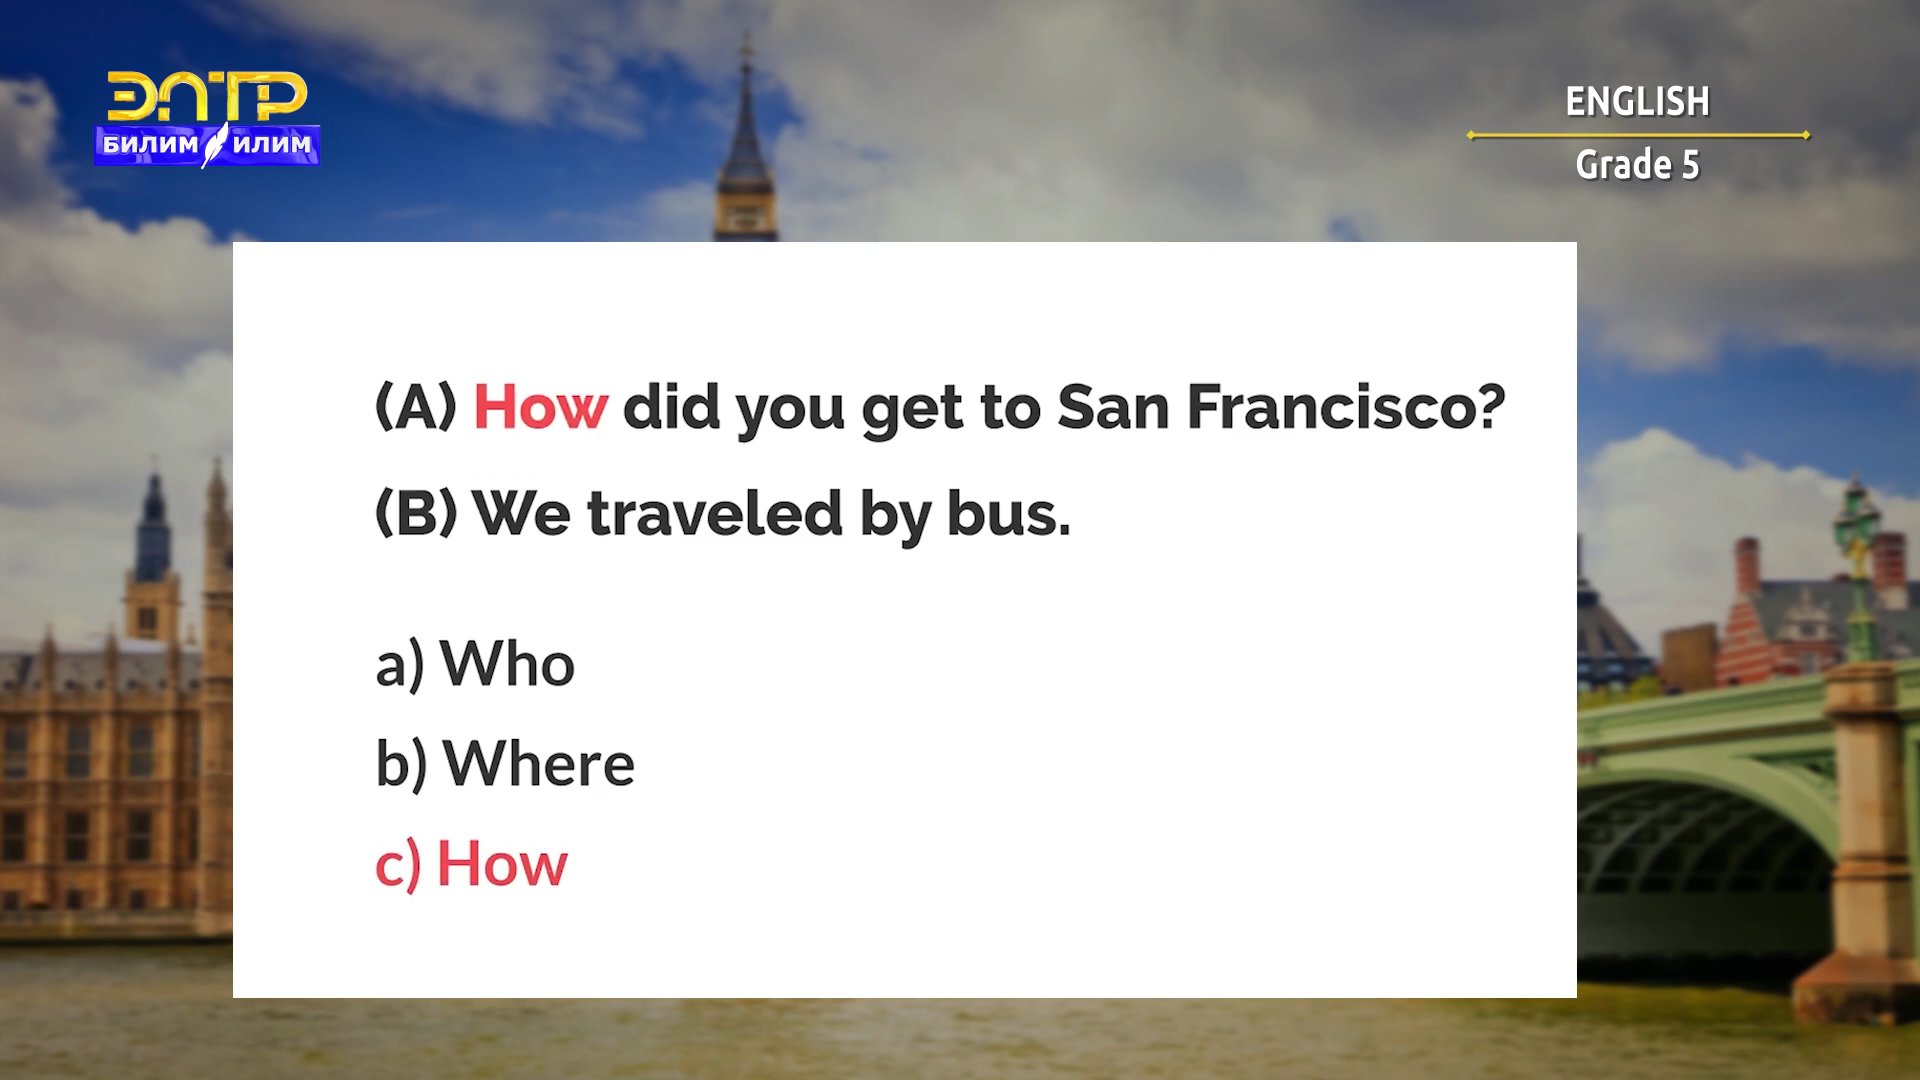 ЭЛТР
БИЛИМ ИЛИМ
ENGLISH
Grade 5
(A) How did you get to San Francisco?
(B) We traveled by bus.
a) Who
b) Where
c) How